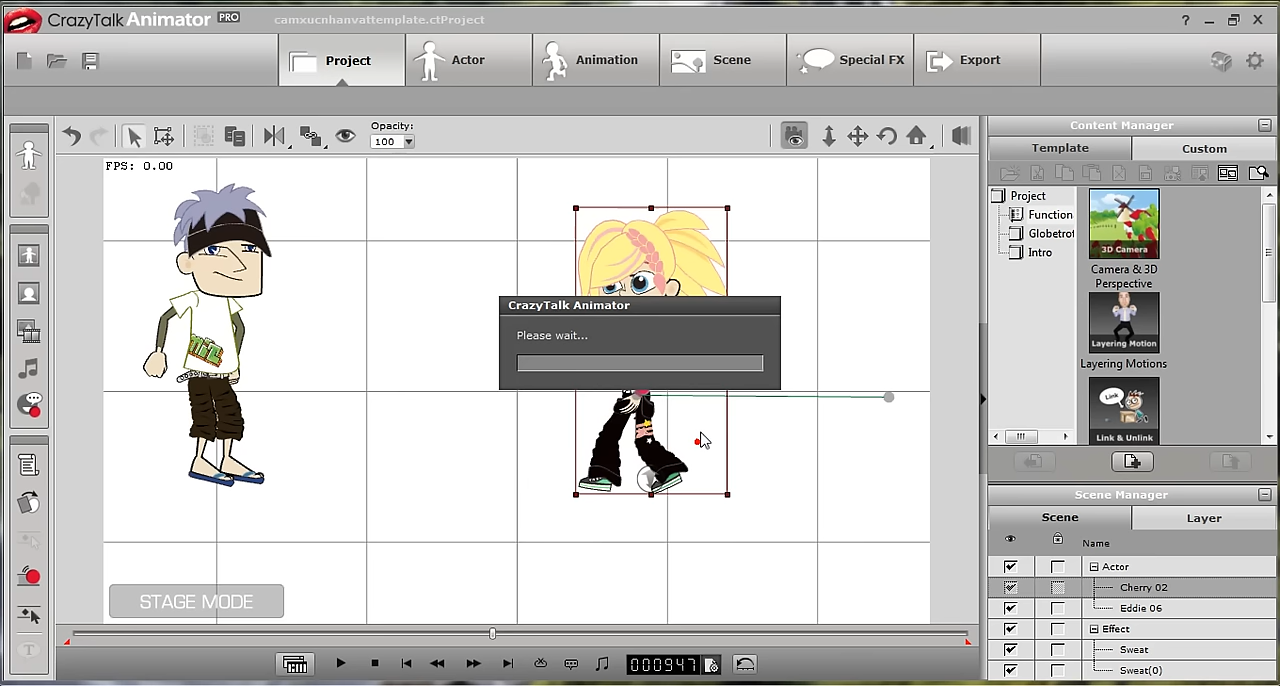 CrazyTalk Animator PRO
camxucnhanvattemplate.ctProject
?
Project
Actor
Animation
Scene
Special FX
Export
Opacity:
100
FPS: 0.00
CrazyTalk Animator
Please wait...
STAGE MODE
000947
Content Manager
Template
Custom
Project
Function
Globetrot
Intro
3D Camera
Camera & 3D
Perspective
Layering Motion
Layering Motions
Link
Link & Unlink
Scene Manager
Scene
Layer
Name
Actor
Cherry 02
Eddie 06
Effect
Sweat
Sweat(0)
T